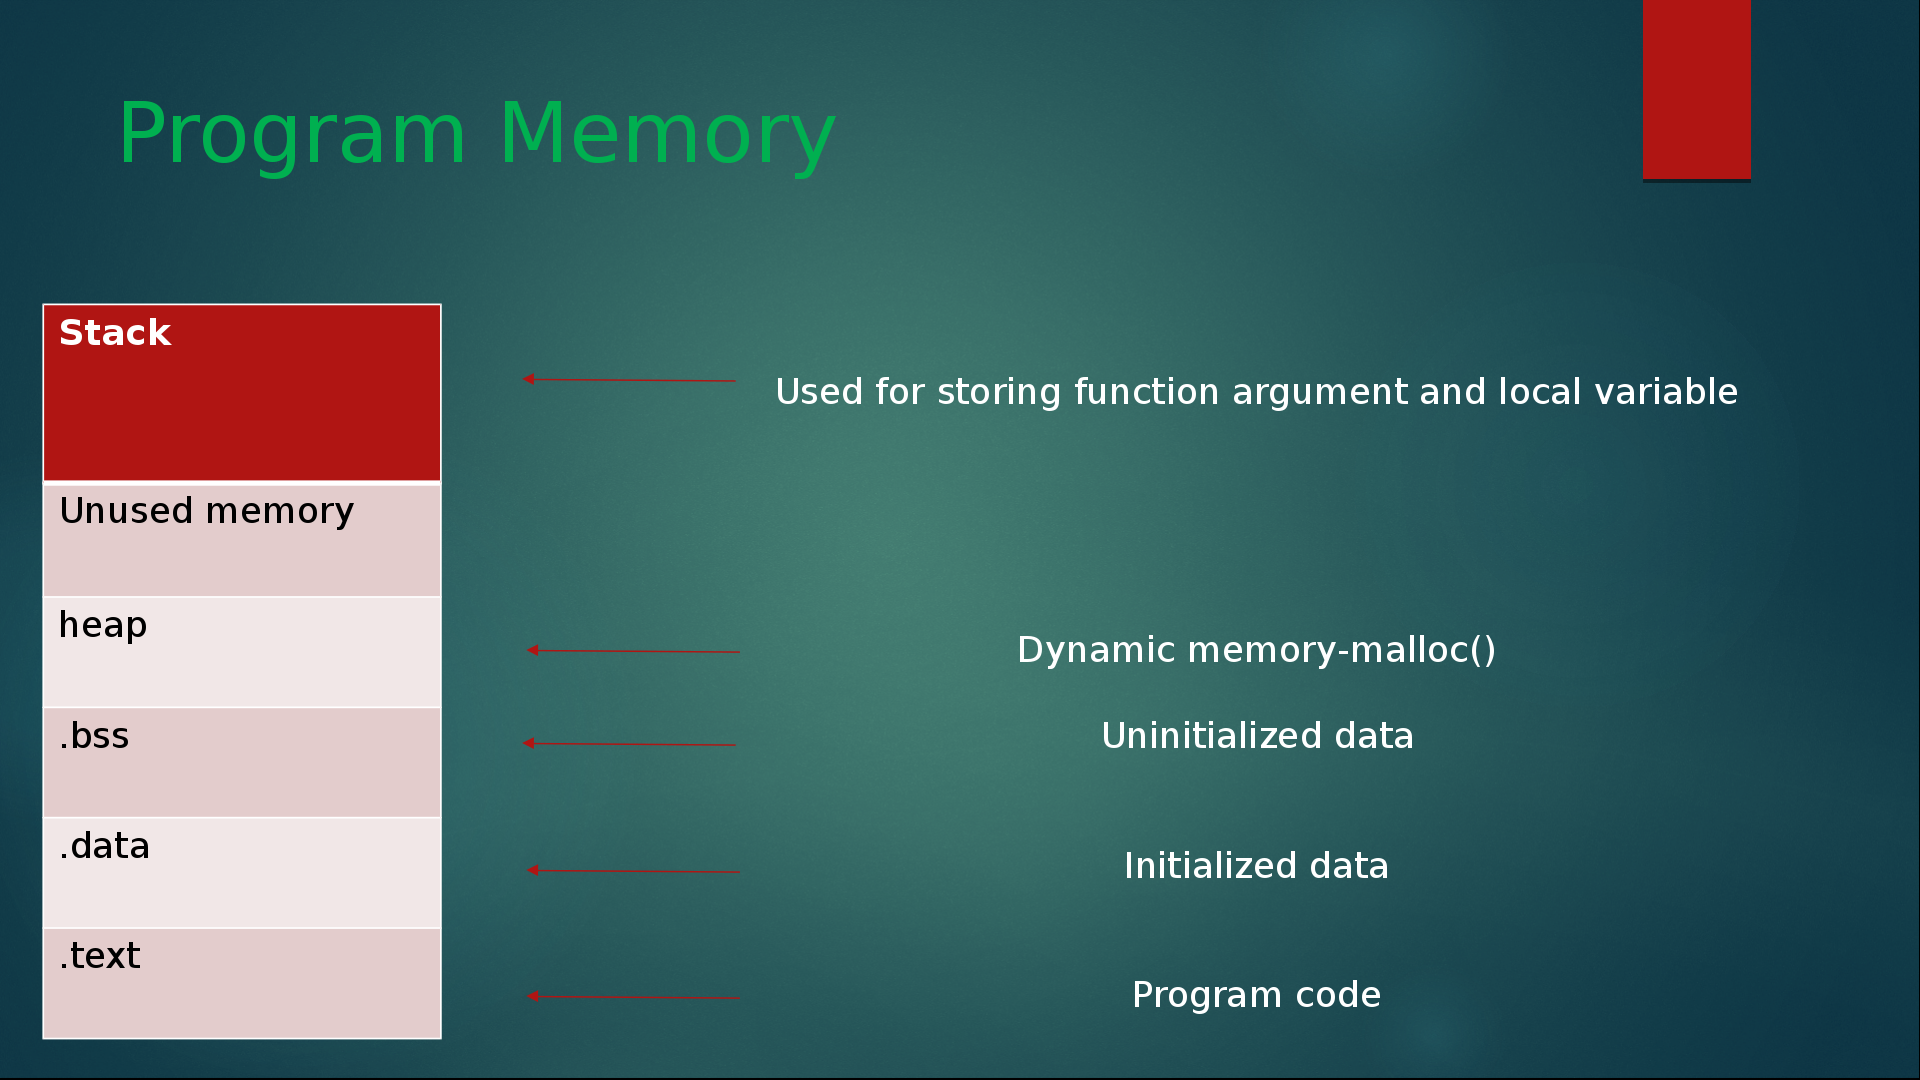 Program Memory
Stack
Used for storing function argument and local variable
Unused memory
heap
Dynamic memory-malloc()
.bss
Uninitialized data
.data
Initialized data
.text
Program code